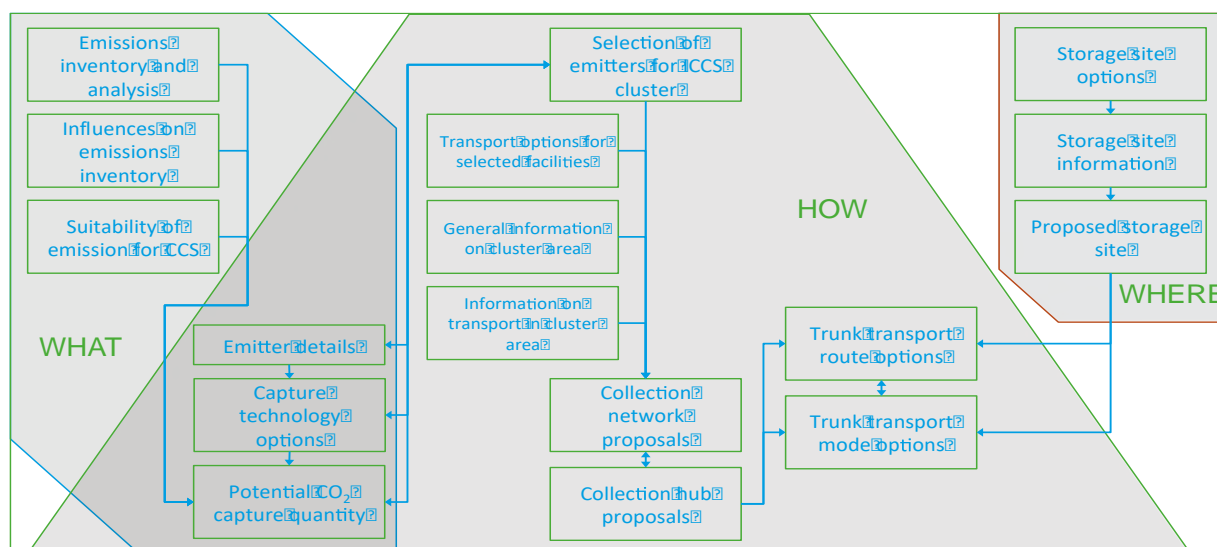 Emissions
inventory and
analysis
Influences on
emissions
inventory
Suitability of
emission for CCS
WHAT
Emitter details
Capture
technology
options
Potential CO₂
capture quantity
Selection of
emitters for CCS
cluster
Transport options for
selected facilities
General information
on cluster area
Information on
transport in cluster
area
Collection
network
proposals
Collection hub
proposals
HOW
Trunk transport
route options
Trunk transport
mode options
Storage site
options
Storage site
information
Proposed storage
site
WHERE